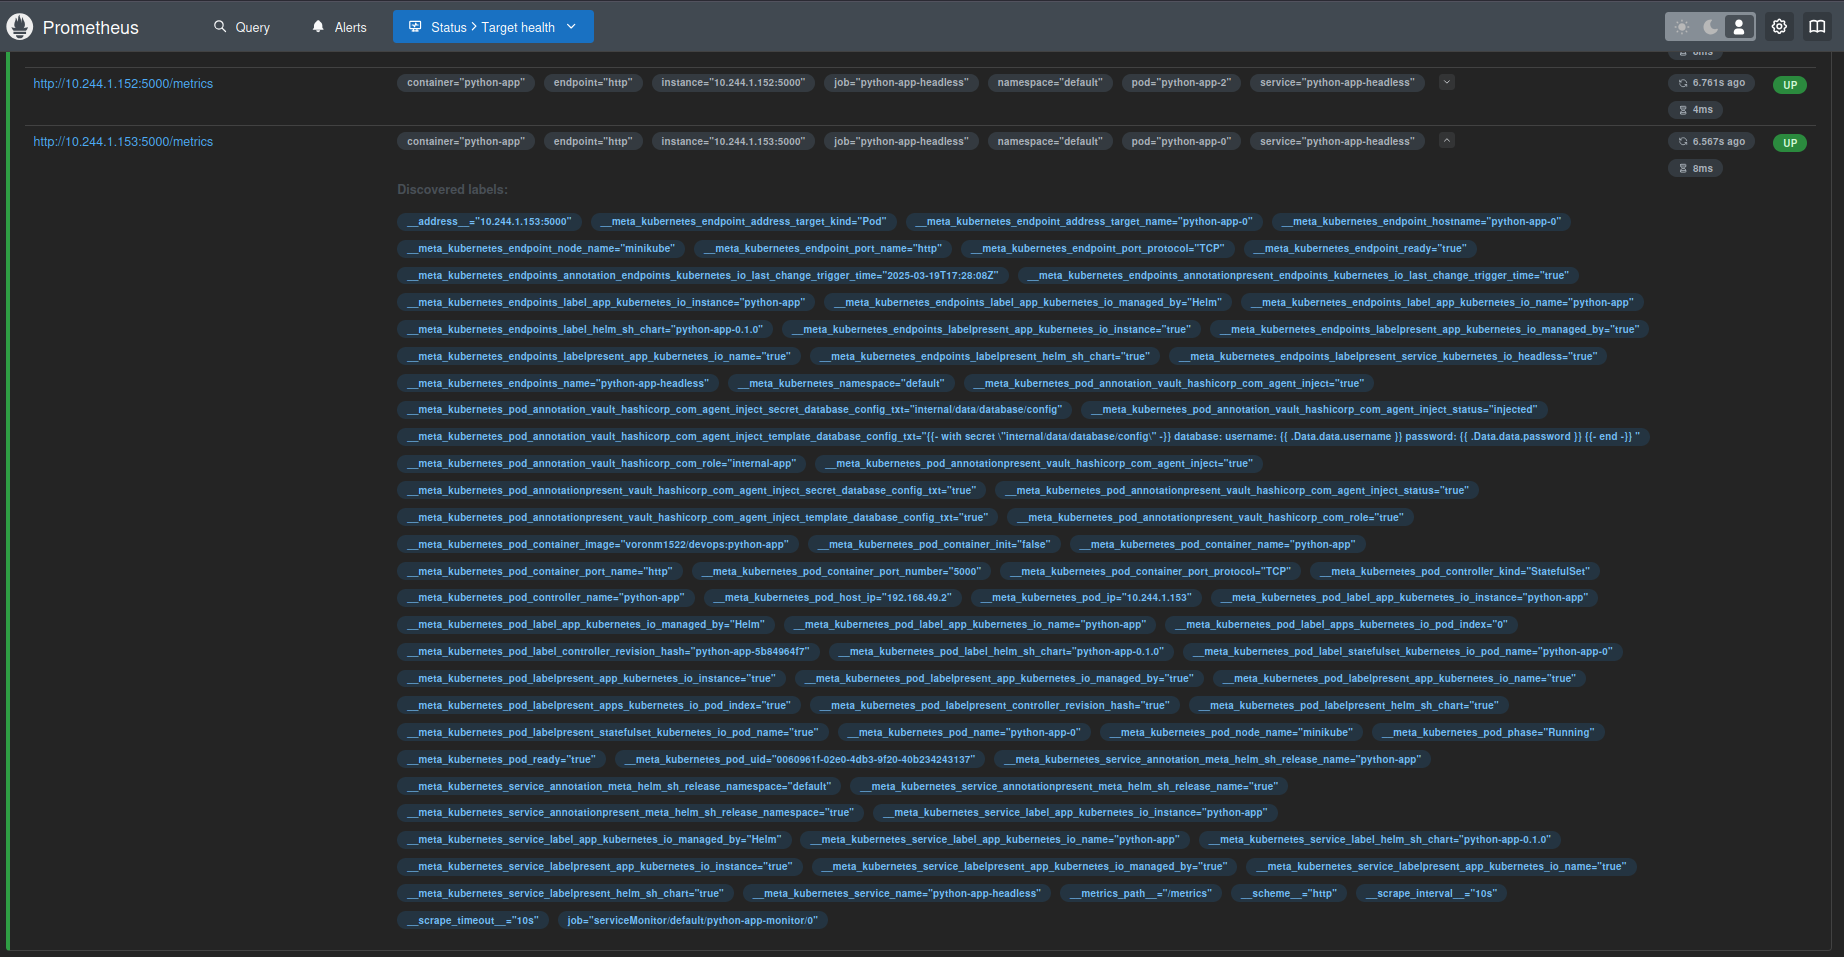 Prometheus Query Alerts Status > Target health
http://10.244.1.152:5000/metrics container="python-app" endpoint="http" instance="10.244.1.152:5000" job="python-app-headless" namespace="default" pod="python-app-2" service="python-app-headless" 6.761s ago UP
4ms
http://10.244.1.153:5000/metrics container="python-app" endpoint="http" instance="10.244.1.153:5000" job="python-app-headless" namespace="default" pod="python-app-0" service="python-app-headless" 6.567s ago UP
8ms
Discovered labels:
__address__="10.244.1.153:5000" __meta_kubernetes_endpoint_address_target_kind="Pod" __meta_kubernetes_endpoint_address_target_name="python-app-0" __meta_kubernetes_endpoint_hostname="python-app-0"
__meta_kubernetes_endpoint_node_name="minikube" __meta_kubernetes_endpoint_port_name="http" __meta_kubernetes_endpoint_port_protocol="TCP" __meta_kubernetes_endpoint_ready="true"
__meta_kubernetes_endpoints_annotation_endpoints_kubernetes_io_last_change_trigger_time="2025-03-19T17:28:08Z" __meta_kubernetes_endpoints_annotationpresent_endpoints_kubernetes_io_last_change_trigger_time="true"
__meta_kubernetes_endpoints_label_app_kubernetes_io_instance="python-app" __meta_kubernetes_endpoints_label_app_kubernetes_io_managed_by="Helm" __meta_kubernetes_endpoints_label_app_kubernetes_io_name="python-app"
__meta_kubernetes_endpoints_label_helm_sh_chart="python-app-0.1.0" __meta_kubernetes_endpoints_labelpresent_app_kubernetes_io_instance="true" __meta_kubernetes_endpoints_labelpresent_app_kubernetes_io_managed_by="true"
__meta_kubernetes_endpoints_labelpresent_app_kubernetes_io_name="true" __meta_kubernetes_endpoints_labelpresent_helm_sh_chart="true" __meta_kubernetes_endpoints_labelpresent_service_kubernetes_io_headless="true"
__meta_kubernetes_endpoints_name="python-app-headless" __meta_kubernetes_namespace="default" __meta_kubernetes_pod_annotation_vault_hashicorp_com_agent_inject="true"
__meta_kubernetes_pod_annotation_vault_hashicorp_com_agent_inject_secret_database_config_txt="internal/data/database/config" __meta_kubernetes_pod_annotation_vault_hashicorp_com_agent_inject_status="injected"
__meta_kubernetes_pod_annotation_vault_hashicorp_com_agent_inject_template_database_config_txt="{{- with secret \"internal/data/database/config\" -}} database: username: {{ .Data.data.username }} password: {{ .Data.data.password }} {{- end -}} "
__meta_kubernetes_pod_annotation_vault_hashicorp_com_role="internal-app" __meta_kubernetes_pod_annotationpresent_vault_hashicorp_com_agent_inject="true"
__meta_kubernetes_pod_annotationpresent_vault_hashicorp_com_agent_inject_secret_database_config_txt="true" __meta_kubernetes_pod_annotationpresent_vault_hashicorp_com_agent_inject_status="true"
__meta_kubernetes_pod_annotationpresent_vault_hashicorp_com_agent_inject_template_database_config_txt="true" __meta_kubernetes_pod_annotationpresent_vault_hashicorp_com_role="true"
__meta_kubernetes_pod_container_image="voronm1522/devops:python-app" __meta_kubernetes_pod_container_init="false" __meta_kubernetes_pod_container_name="python-app"
__meta_kubernetes_pod_container_port_name="http" __meta_kubernetes_pod_container_port_number="5000" __meta_kubernetes_pod_container_port_protocol="TCP" __meta_kubernetes_pod_controller_kind="StatefulSet"
__meta_kubernetes_pod_controller_name="python-app" __meta_kubernetes_pod_host_ip="192.168.49.2" __meta_kubernetes_pod_ip="10.244.1.153" __meta_kubernetes_pod_label_app_kubernetes_io_instance="python-app"
__meta_kubernetes_pod_label_app_kubernetes_io_managed_by="Helm" __meta_kubernetes_pod_label_app_kubernetes_io_name="python-app" __meta_kubernetes_pod_label_apps_kubernetes_io_pod_index="0"
__meta_kubernetes_pod_label_controller_revision_hash="python-app-5b84964f7" __meta_kubernetes_pod_label_helm_sh_chart="python-app-0.1.0" __meta_kubernetes_pod_label_statefulset_kubernetes_io_pod_name="python-app-0"
__meta_kubernetes_pod_labelpresent_app_kubernetes_io_instance="true" __meta_kubernetes_pod_labelpresent_app_kubernetes_io_managed_by="true" __meta_kubernetes_pod_labelpresent_app_kubernetes_io_name="true"
__meta_kubernetes_pod_labelpresent_apps_kubernetes_io_pod_index="true" __meta_kubernetes_pod_labelpresent_controller_revision_hash="true" __meta_kubernetes_pod_labelpresent_helm_sh_chart="true"
__meta_kubernetes_pod_labelpresent_statefulset_kubernetes_io_pod_name="true" __meta_kubernetes_pod_name="python-app-0" __meta_kubernetes_pod_node_name="minikube" __meta_kubernetes_pod_phase="Running"
__meta_kubernetes_pod_ready="true" __meta_kubernetes_pod_uid="0060961f-02e0-4db3-9f20-40b234243137" __meta_kubernetes_service_annotation_meta_helm_sh_release_name="python-app"
__meta_kubernetes_service_annotation_meta_helm_sh_release_namespace="default" __meta_kubernetes_service_annotationpresent_meta_helm_sh_release_name="true"
__meta_kubernetes_service_annotationpresent_meta_helm_sh_release_namespace="true" __meta_kubernetes_service_label_app_kubernetes_io_instance="python-app"
__meta_kubernetes_service_label_app_kubernetes_io_managed_by="Helm" __meta_kubernetes_service_label_app_kubernetes_io_name="python-app" __meta_kubernetes_service_label_helm_sh_chart="python-app-0.1.0"
__meta_kubernetes_service_labelpresent_app_kubernetes_io_instance="true" __meta_kubernetes_service_labelpresent_app_kubernetes_io_managed_by="true" __meta_kubernetes_service_labelpresent_app_kubernetes_io_name="true"
__meta_kubernetes_service_labelpresent_helm_sh_chart="true" __meta_kubernetes_service_name="python-app-headless" __metrics_path__="/metrics" __scheme__="http" __scrape_interval__="10s"
__scrape_timeout__="10s" job="serviceMonitor/default/python-app-monitor/0"